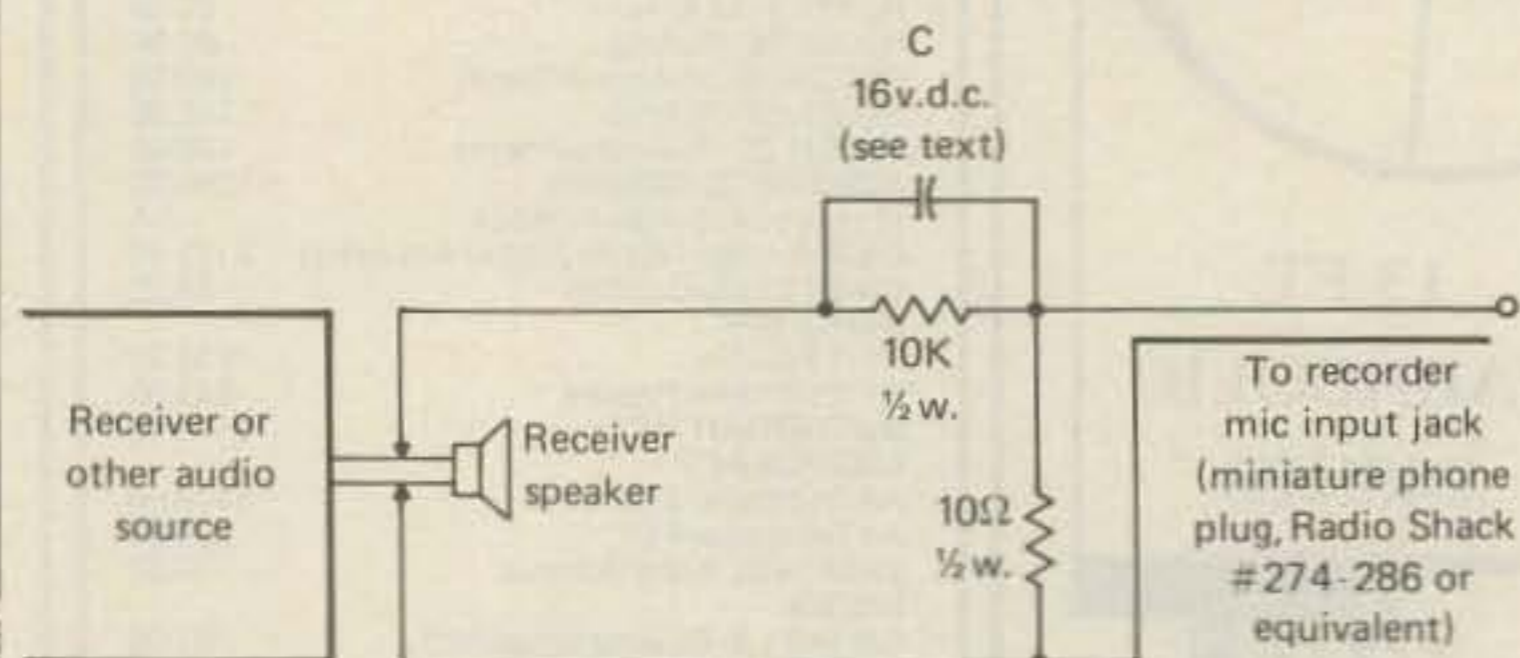 C
16v.d.c.
(see text)
10K
½ w.
Receiver or
other audio
source
Receiver
speaker
10Ω
½ w.
To recorder
mic input jack
(miniature phone
plug, Radio Shack
#274-286 or
equivalent)